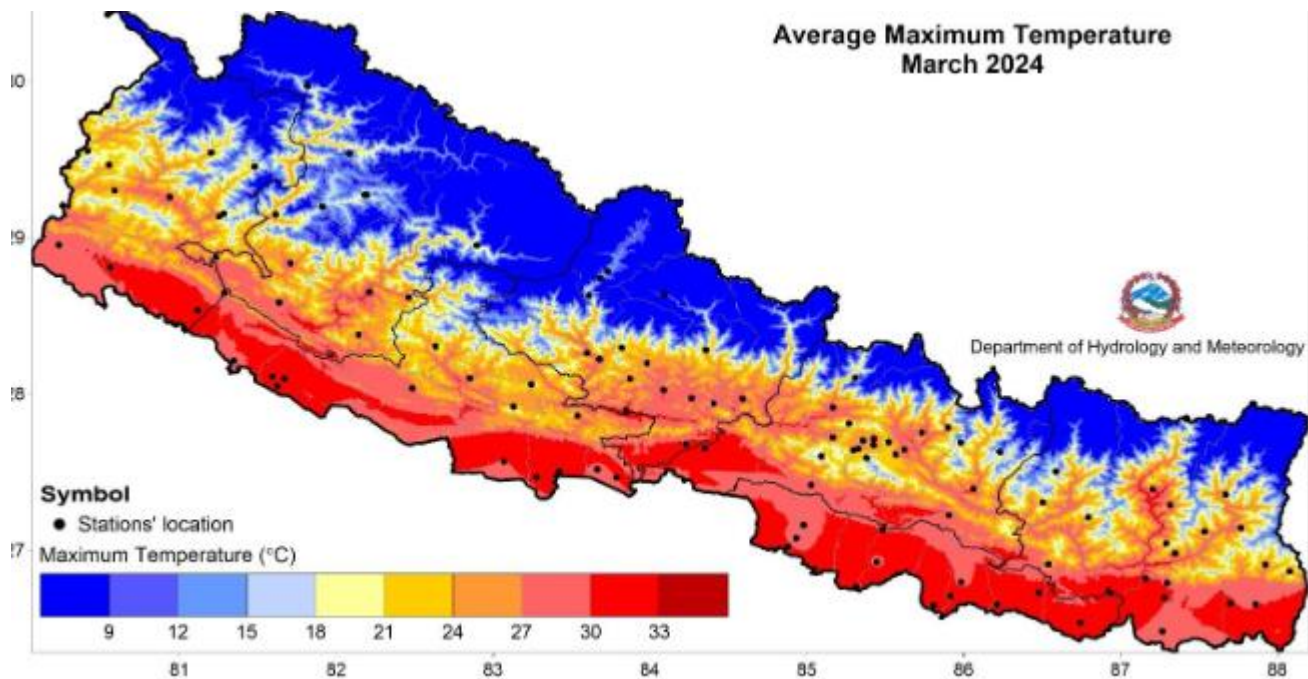 Average Maximum Temperature
March 2024
30
29
28
27
Department of Hydrology and Meteorology
Symbol
Stations' location
Maximum Temperature (°C)
9 12 15 18 21 24 27 30 33
81 82 83 84 85 86 87 88